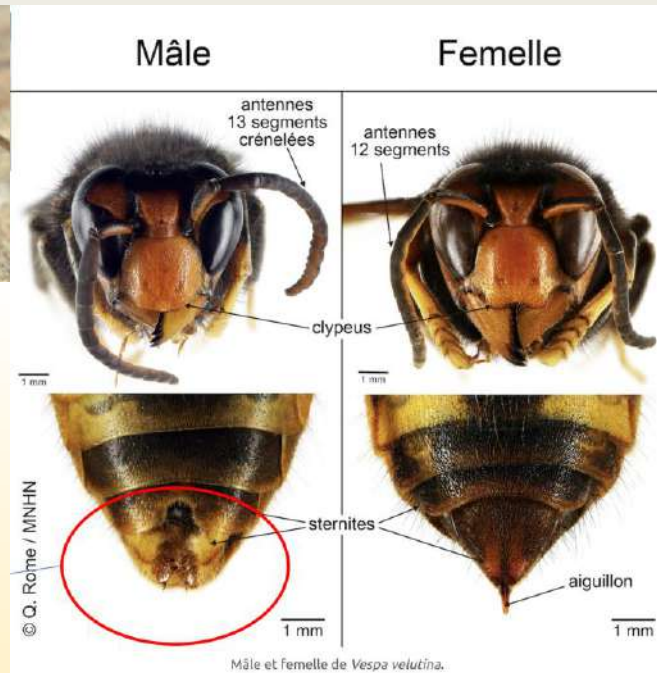 Mâle
Femelle
antennes
13 segments
crénelées
antennes
12 segments
clypeus
1 mm
1 mm
sternites
aiguillon
1 mm
1 mm
© Q. Rome / MNHN
Mâle et femelle de Vespa velutina.